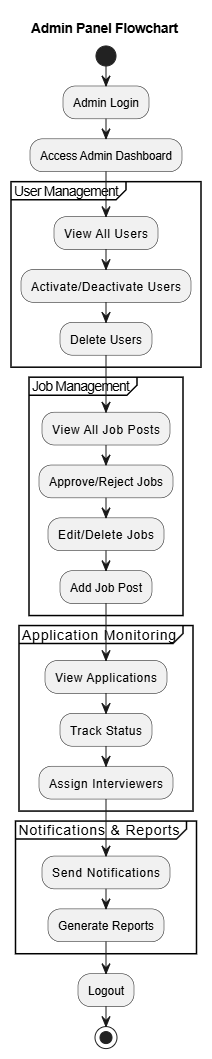 Admin Panel Flowchart
Admin Login
Access Admin Dashboard
User Management
View All Users
Activate/Deactivate Users
Delete Users
Job Management
View All Job Posts
Approve/Reject Jobs
Edit/Delete Jobs
Add Job Post
Application Monitoring
View Applications
Track Status
Assign Interviewers
Notifications & Reports
Send Notifications
Generate Reports
Logout